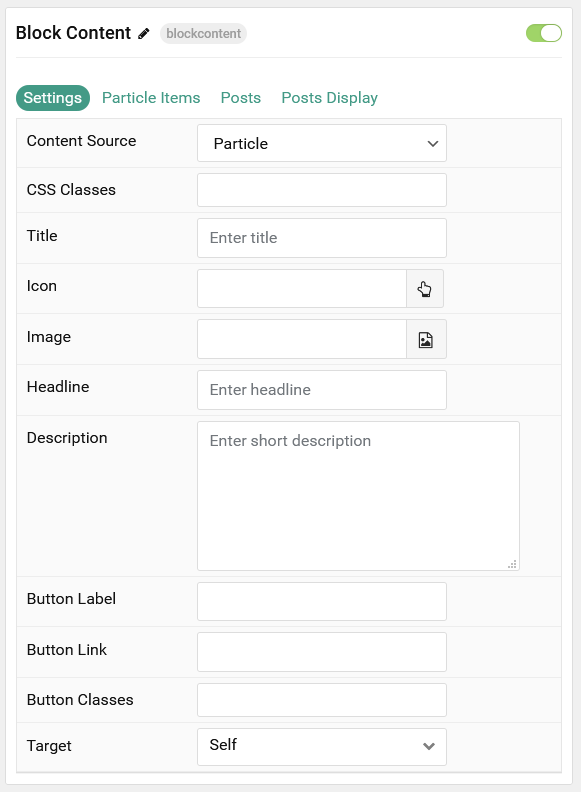 Block Content blockcontent
Settings Particle Items Posts Posts Display
Content Source Particle
CSS Classes
Title Enter title
Icon
Image
Headline Enter headline
Description Enter short description
Button Label
Button Link
Button Classes
Target Self